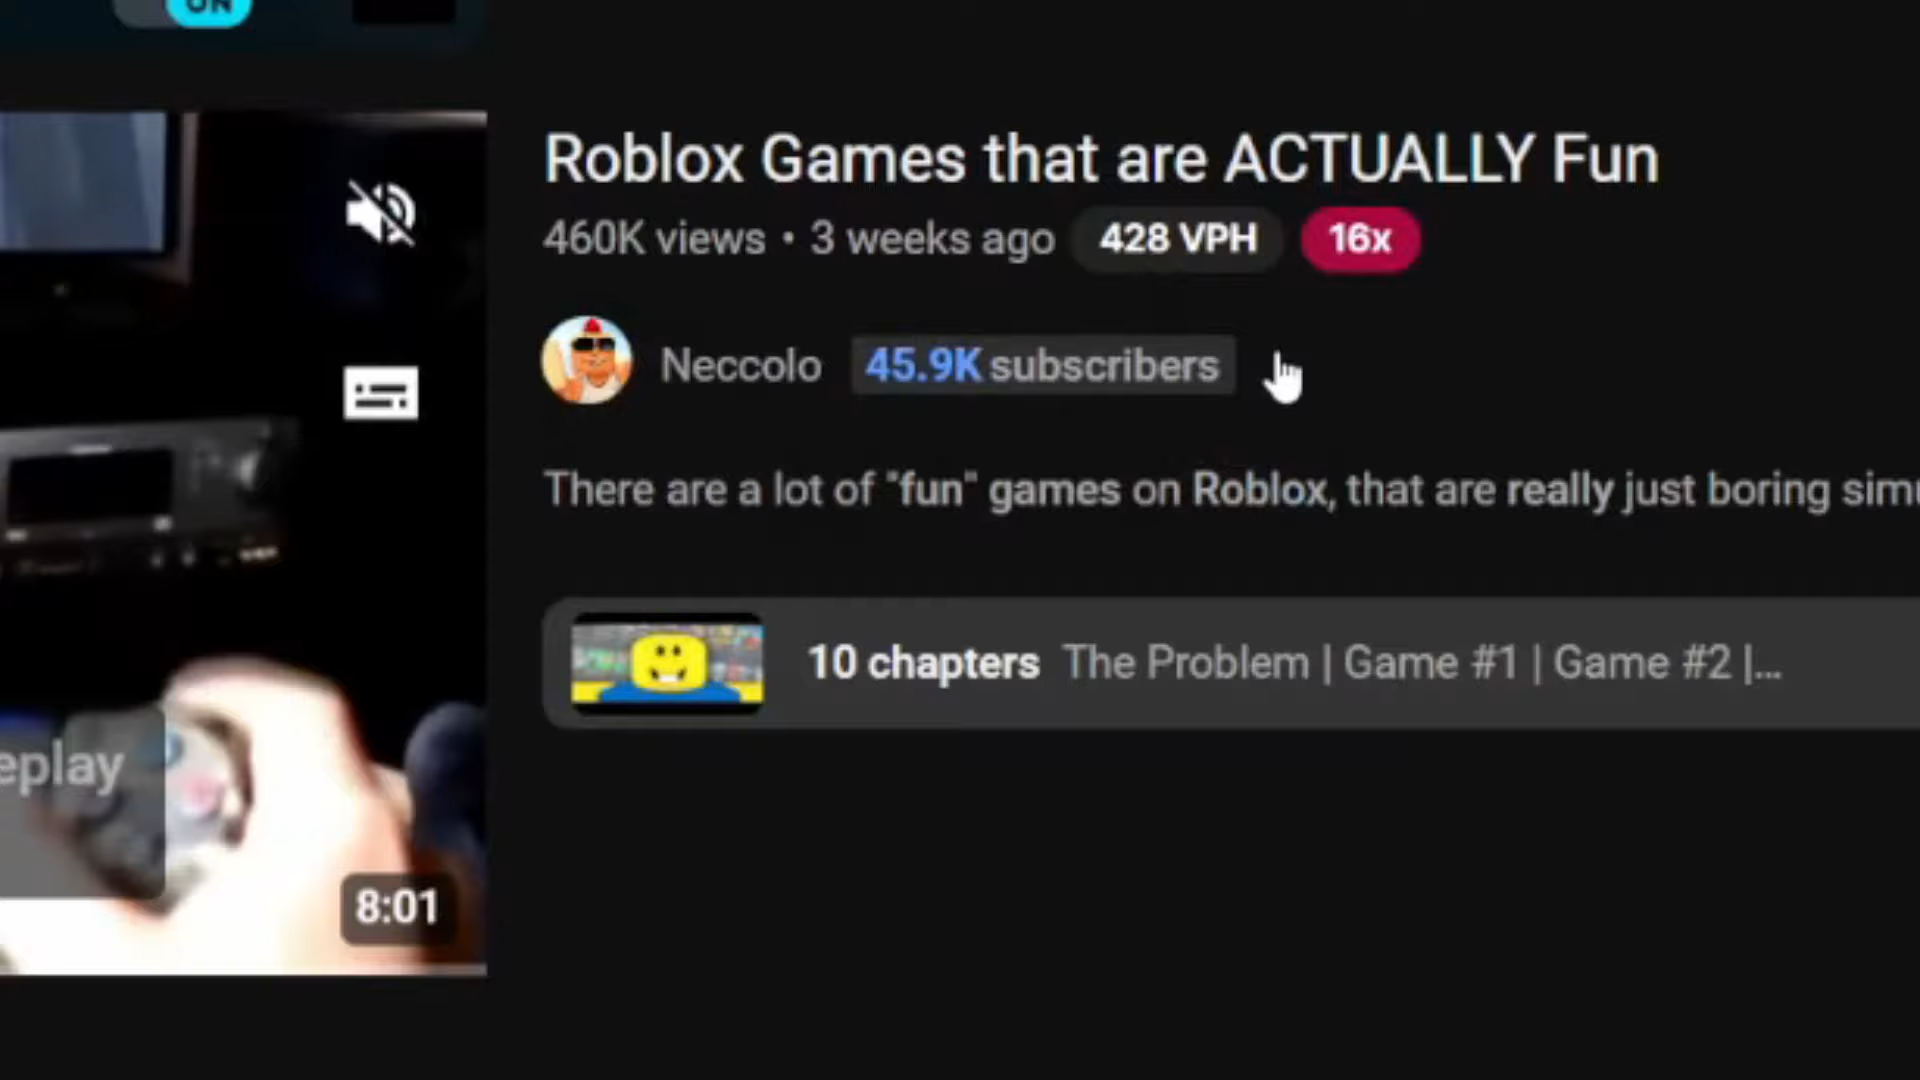 ON
Roblox Games that are ACTUALLY Fun
460K views • 3 weeks ago 428 VPH 16x
Neccolo 45.9K subscribers
There are a lot of "fun" games on Roblox, that are really just boring simu
10 chapters The Problem | Game #1 | Game #2 |...
eplay
8:01